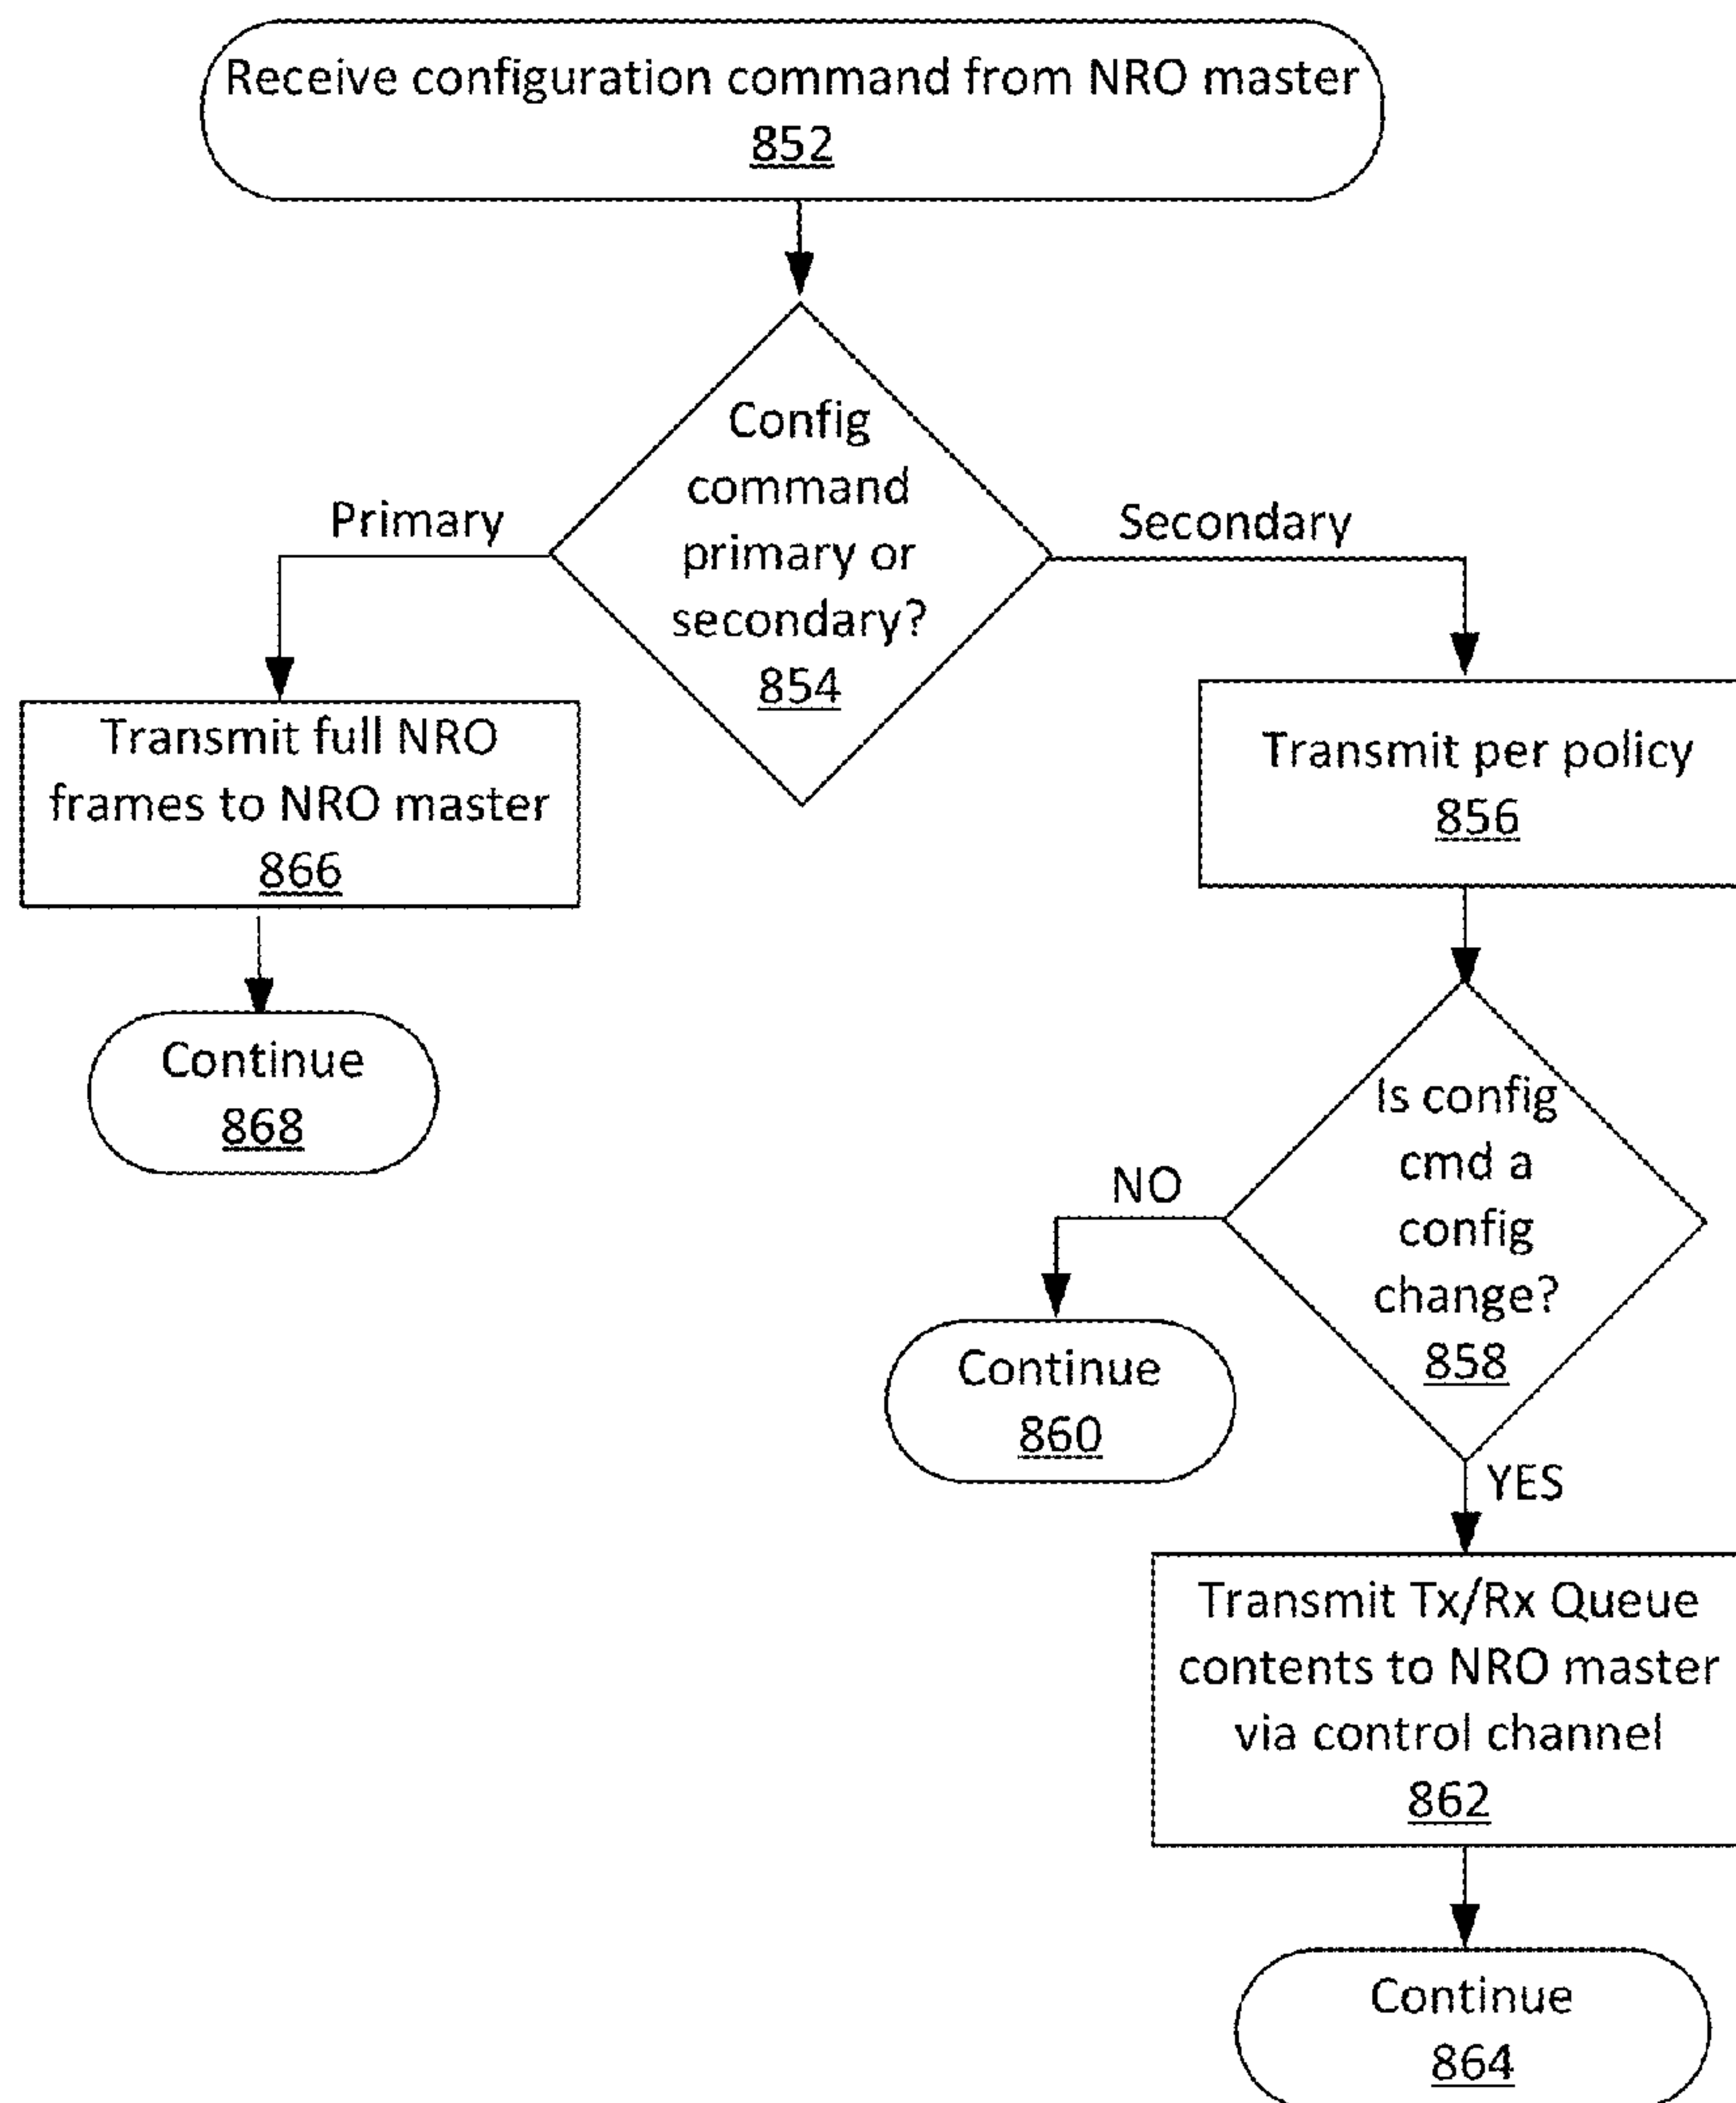 Receive configuration command from NRO master
852
Config
command
primary or
secondary?
854
Primary
Secondary
Transmit full NRO
frames to NRO master
866
Continue
868
Transmit per policy
856
Is config
cmd a
config
change?
858
NO
Continue
860
YES
Transmit Tx/Rx Queue
contents to NRO master
via control channel
862
Continue
864